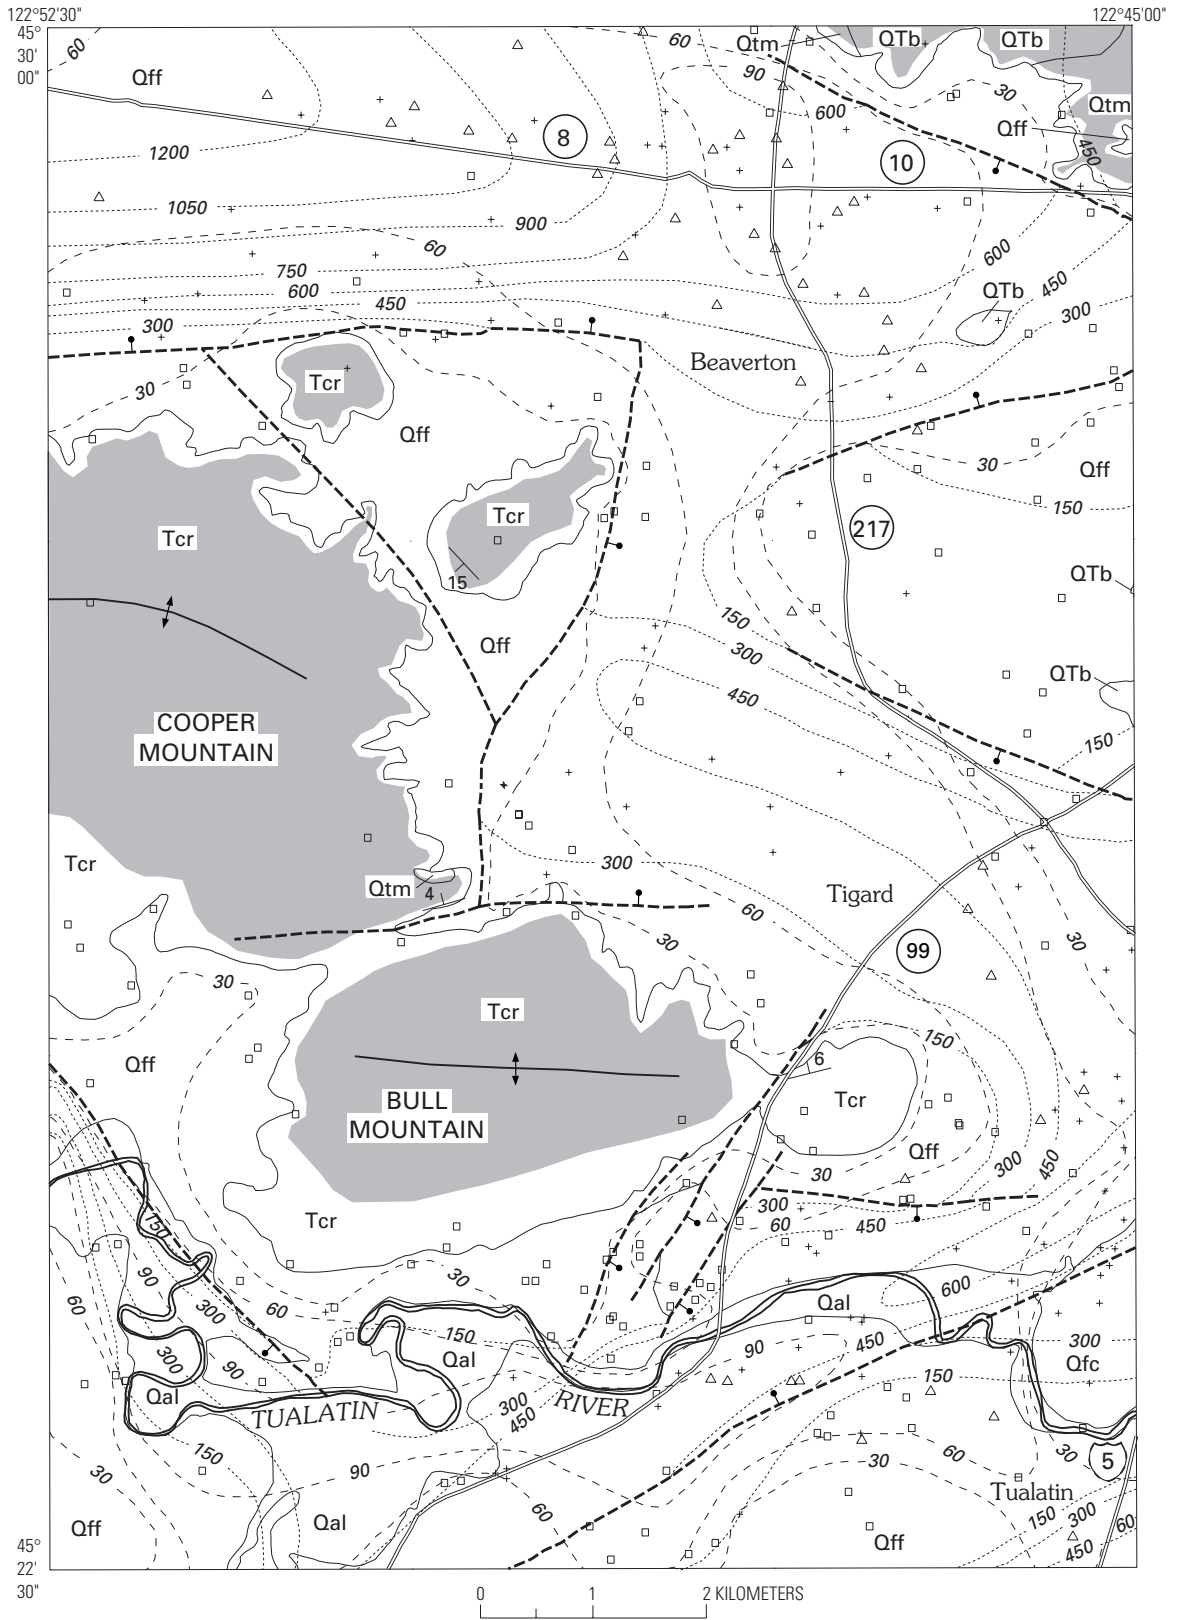 122°52'30" 122°45'00"
45°
30'
00"
60
Qff
Qtm
QTb
QTb
60
90
600
30
Qtm
Qff
450
8
10
1200
1050
900
60
750
600
450
300
600
QTb
450
300
Beaverton
30
Tcr
Qff
30
Qff
150
Tcr
Tcr
217
15
QTb
Qff
150
300
450
QTb
COOPER
MOUNTAIN
150
300
Tcr
Qtm
4
Tigard
60
30
30
99
30
Tcr
Qff
150
6
Tcr
BULL
MOUNTAIN
Qff
30
300
450
Tcr
300
60
450
150
90
300
60
60
30
600
Qal
150
450
300
300
90
Qal
90
Qfc
150
Qal
TUALATIN
300
450
RIVER
150
30
90
60
30
30
60
5
Tualatin
150
300
450
60
Qff
Qal
Qff
45°
22'
30"
0 1 2 KILOMETERS